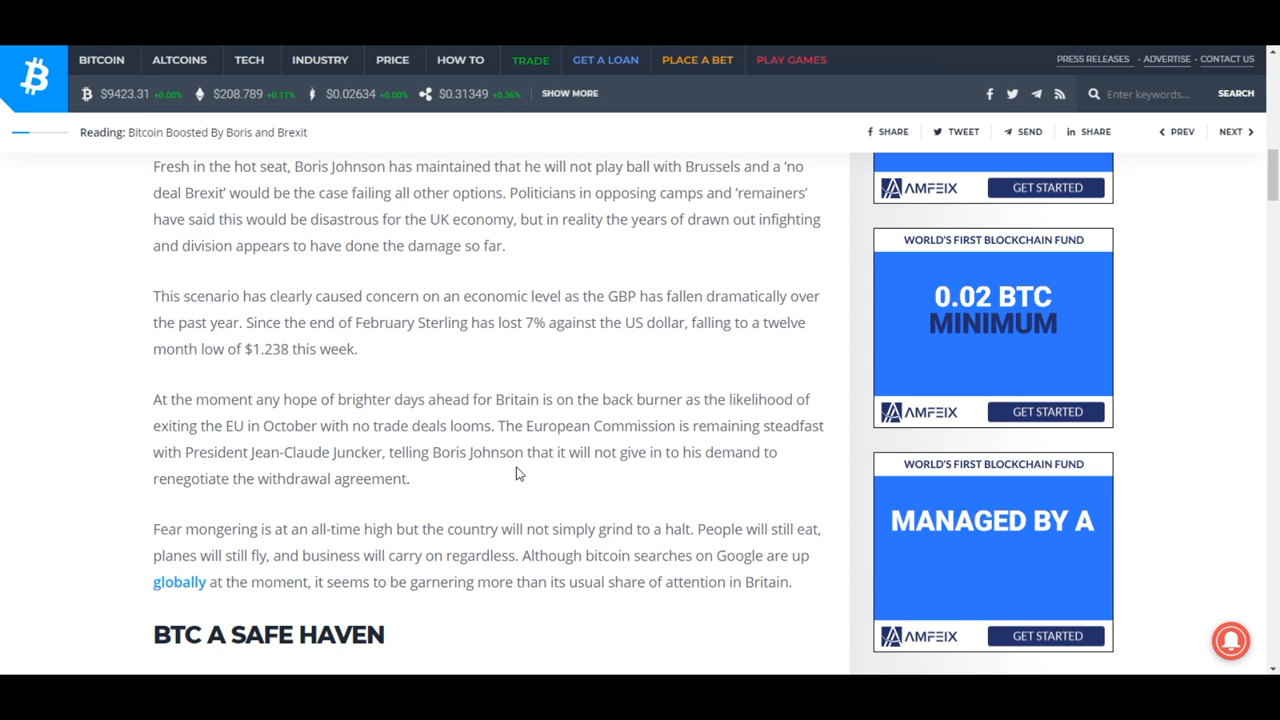 BITCOIN ALTCOINS TECH INDUSTRY PRICE HOW TO TRADE GET A LOAN PLACE A BET PLAY GAMES PRESS RELEASES · ADVERTISE · CONTACT US
$9423.31 +0.00% $208.789 +0.11% $0.02634 +0.00% $0.31349 +0.36% SHOW MORE Enter keywords... SEARCH
Reading: Bitcoin Boosted By Boris and Brexit SHARE TWEET SEND SHARE PREV NEXT
Fresh in the hot seat, Boris Johnson has maintained that he will not play ball with Brussels and a ‘no
deal Brexit’ would be the case failing all other options. Politicians in opposing camps and ‘remainers’
have said this would be disastrous for the UK economy, but in reality the years of drawn out infighting
and division appears to have done the damage so far.
This scenario has clearly caused concern on an economic level as the GBP has fallen dramatically over
the past year. Since the end of February Sterling has lost 7% against the US dollar, falling to a twelve
month low of $1.238 this week.
At the moment any hope of brighter days ahead for Britain is on the back burner as the likelihood of
exiting the EU in October with no trade deals looms. The European Commission is remaining steadfast
with President Jean-Claude Juncker, telling Boris Johnson that it will not give in to his demand to
renegotiate the withdrawal agreement.
Fear mongering is at an all-time high but the country will not simply grind to a halt. People will still eat,
planes will still fly, and business will carry on regardless. Although bitcoin searches on Google are up
globally at the moment, it seems to be garnering more than its usual share of attention in Britain.
BTC A SAFE HAVEN
AMFEIX GET STARTED
WORLD'S FIRST BLOCKCHAIN FUND
0.02 BTC
MINIMUM
AMFEIX GET STARTED
WORLD'S FIRST BLOCKCHAIN FUND
MANAGED BY A
AMFEIX GET STARTED